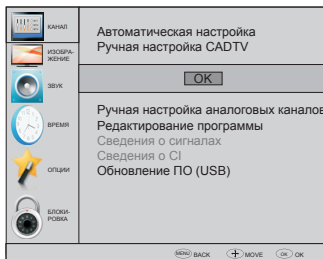 КАНАЛ
ИЗОБРА-
ЖЕНИЕ
ЗВУК
ВРЕМЯ
ОПЦИИ
БЛОКИ-
РОВКА
Автоматическая настройка
Ручная настройка CADTV
OK
Ручная настройка аналоговых каналов
Редактирование программы
Сведения о сигналах
Сведения о CI
Обновление ПО (USB)
MENU BACK MOVE OK OK